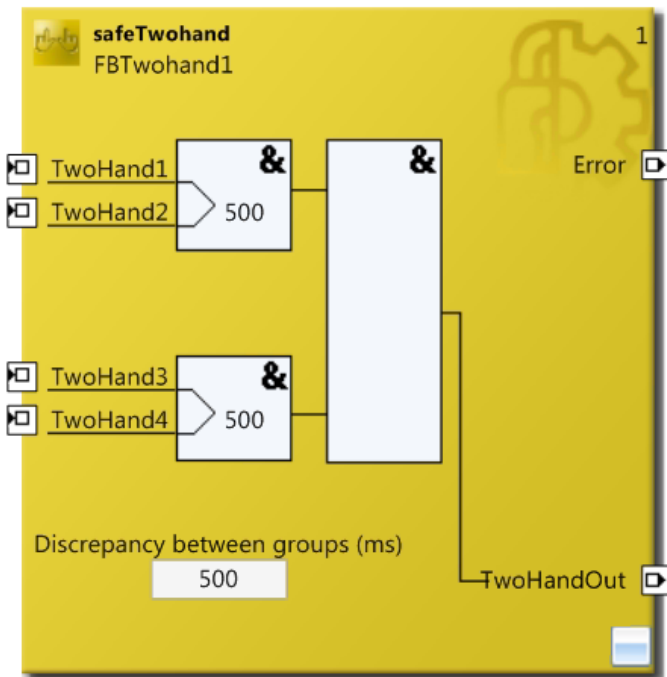 safeTwohand
1
FBTwohand1
TwoHand1
&
&
Error
TwoHand2
500
TwoHand3
&
TwoHand4
500
Discrepancy between groups (ms)
500
TwoHandOut